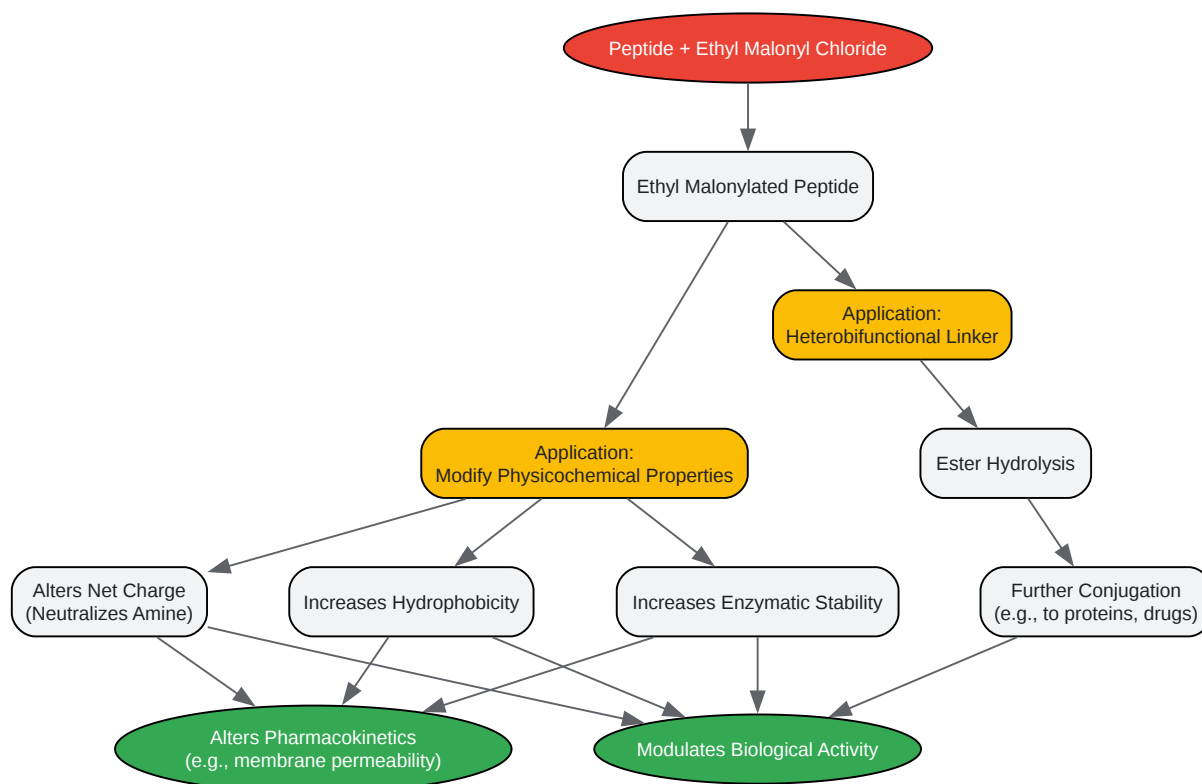 Peptide + Ethyl Malonyl Chloride
Ethyl Malonylated Peptide
Application:
Heterobifunctional Linker
Application:
Modify Physicochemical Properties
Ester Hydrolysis
Alters Net Charge
(Neutralizes Amine)
Increases Hydrophobicity
Increases Enzymatic Stability
Further Conjugation
(e.g., to proteins, drugs)
Alters Pharmacokinetics
(e.g., membrane permeability)
Modulates Biological Activity